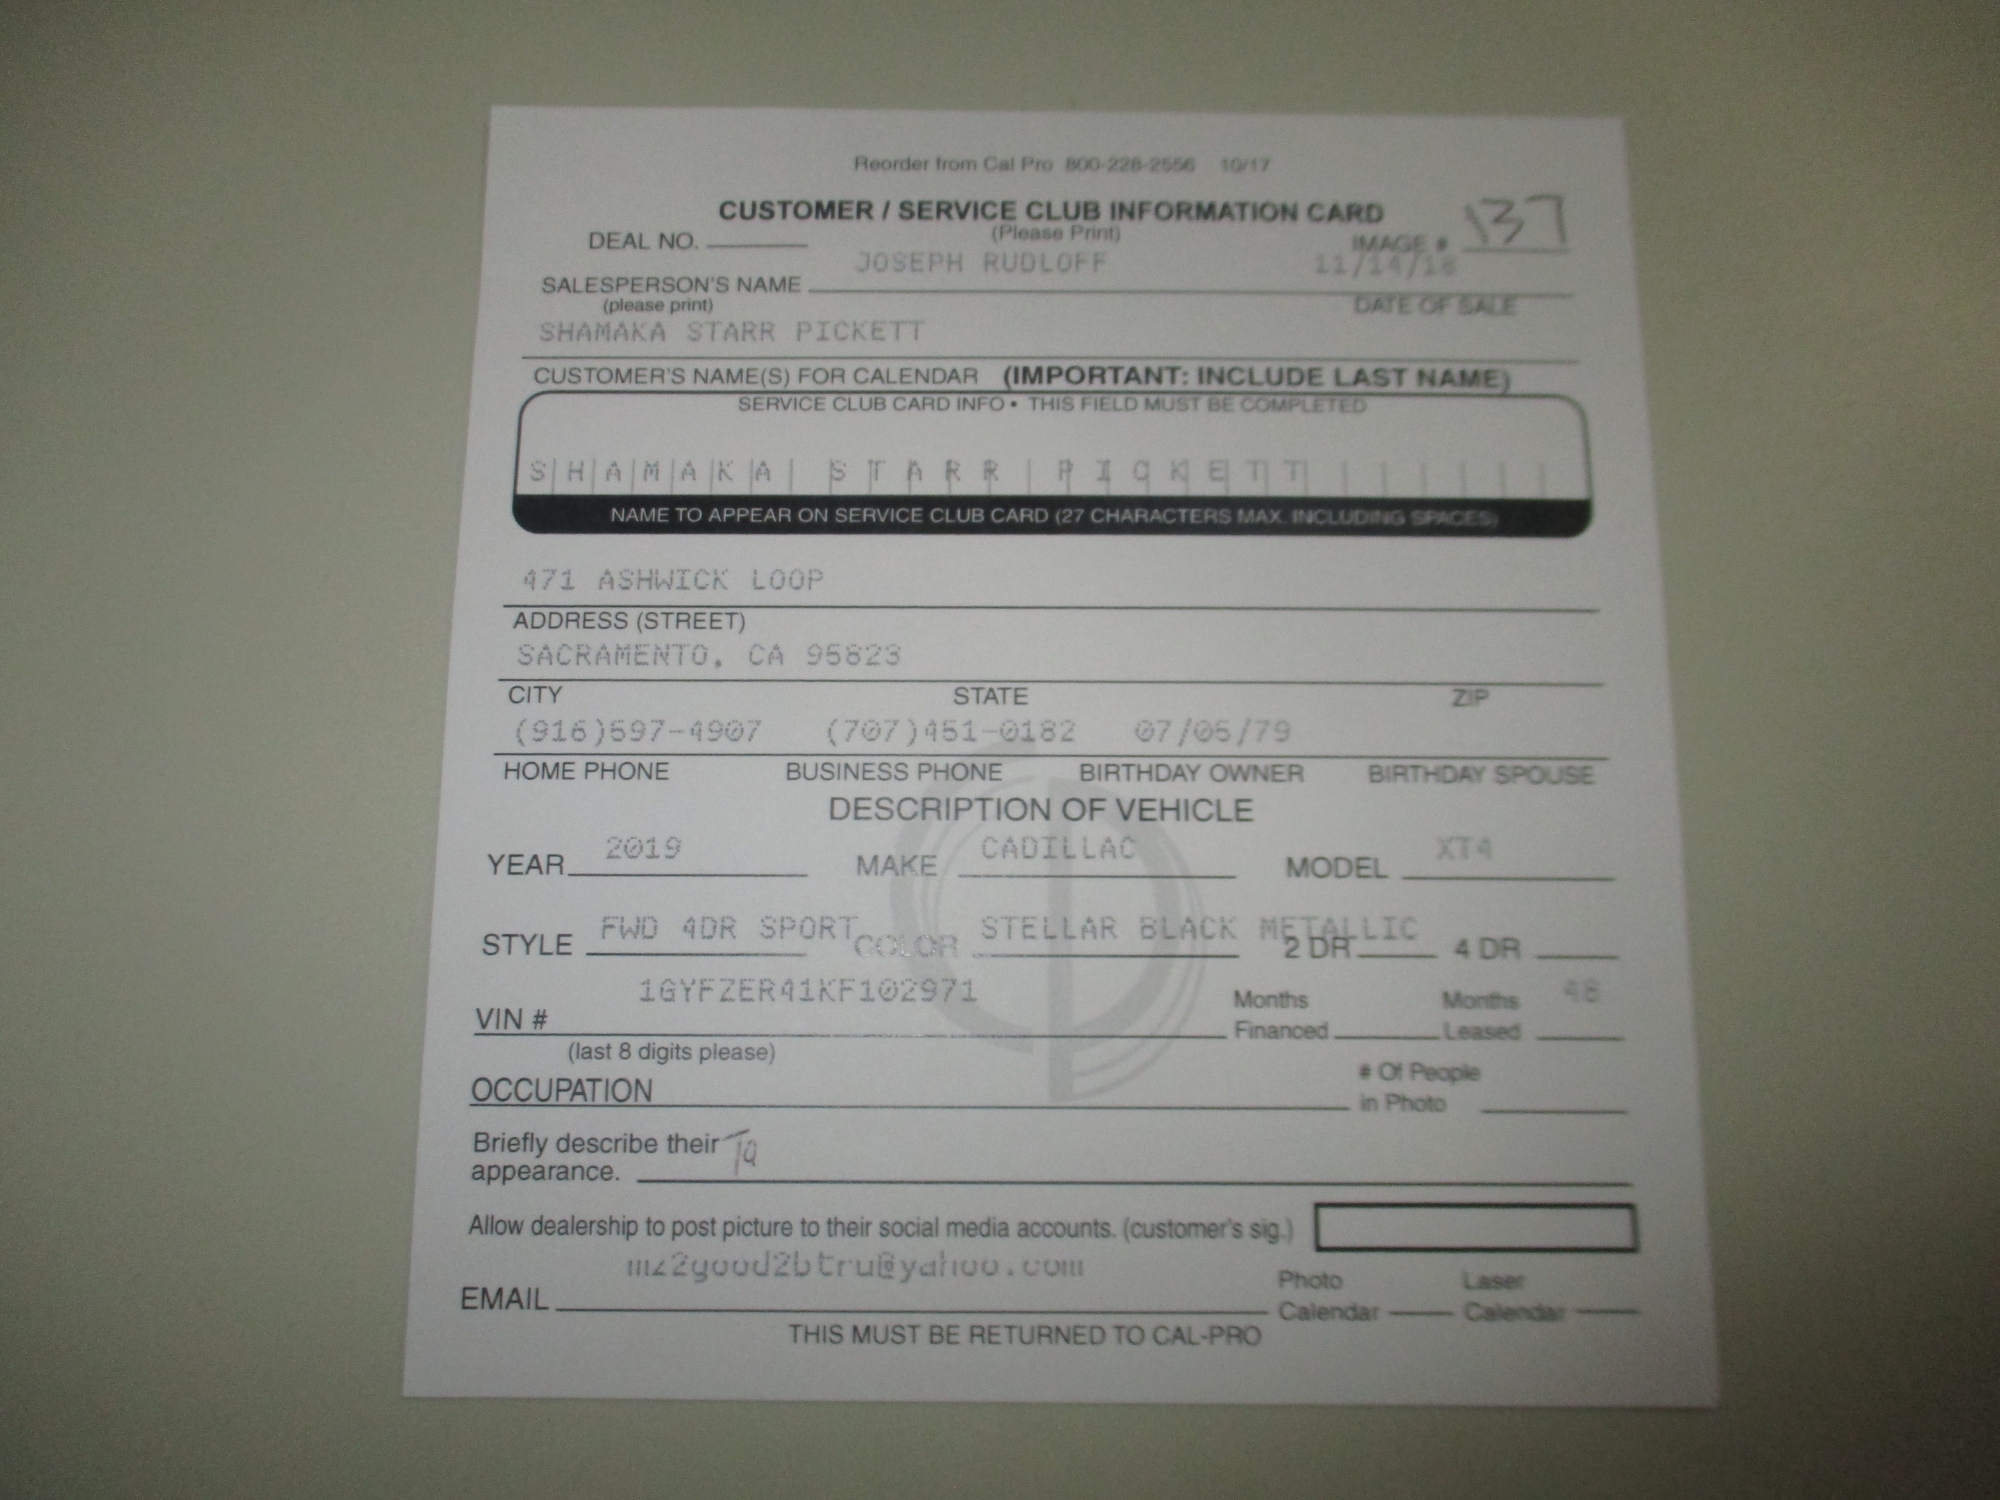 Reorder from Cal Pro 800-228-2556 10/17
CUSTOMER / SERVICE CLUB INFORMATION CARD
(Please Print)
DEAL NO. IMAGE # 137
JOSEPH RUDLOFF 11/14/18
SALESPERSON'S NAME
(please print) DATE OF SALE
SHAMAKA STARR PICKETT
CUSTOMER'S NAME(S) FOR CALENDAR (IMPORTANT: INCLUDE LAST NAME)
SERVICE CLUB CARD INFO • THIS FIELD MUST BE COMPLETED
SHAMAKA STARR PICKETT
NAME TO APPEAR ON SERVICE CLUB CARD (27 CHARACTERS MAX. INCLUDING SPACES)
471 ASHWICK LOOP
ADDRESS (STREET)
SACRAMENTO, CA 95823
CITY STATE ZIP
(916)597-4907 (707)451-0182 07/05/79
HOME PHONE BUSINESS PHONE BIRTHDAY OWNER BIRTHDAY SPOUSE
DESCRIPTION OF VEHICLE
YEAR 2019 MAKE CADILLAC MODEL XT4
STYLE FWD 4DR SPORT COLOR STELLAR BLACK METALLIC 2 DR 4 DR
1GYFZER41KF102971
VIN # Months Financed Months Leased 48
(last 8 digits please)
OCCUPATION # Of People in Photo
Briefly describe their
appearance.
Allow dealership to post picture to their social media accounts. (customer's sig.)
mz2good2btru@yahoo.com
EMAIL Photo Calendar Laser Calendar
THIS MUST BE RETURNED TO CAL-PRO